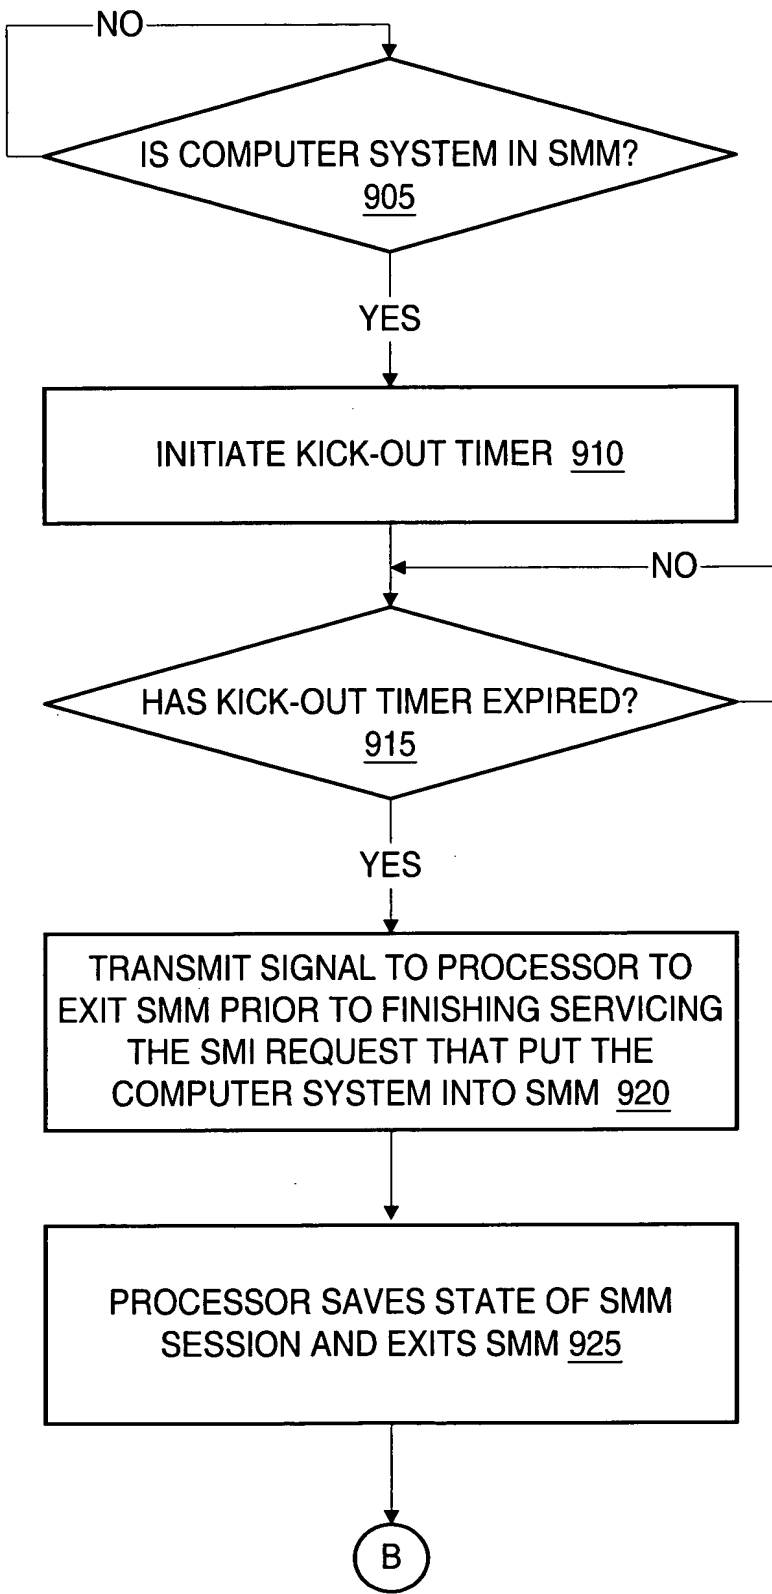 NO
IS COMPUTER SYSTEM IN SMM?
905
YES
INITIATE KICK-OUT TIMER 910
NO
HAS KICK-OUT TIMER EXPIRED?
915
YES
TRANSMIT SIGNAL TO PROCESSOR TO
EXIT SMM PRIOR TO FINISHING SERVICING
THE SMI REQUEST THAT PUT THE
COMPUTER SYSTEM INTO SMM 920
PROCESSOR SAVES STATE OF SMM
SESSION AND EXITS SMM 925
B